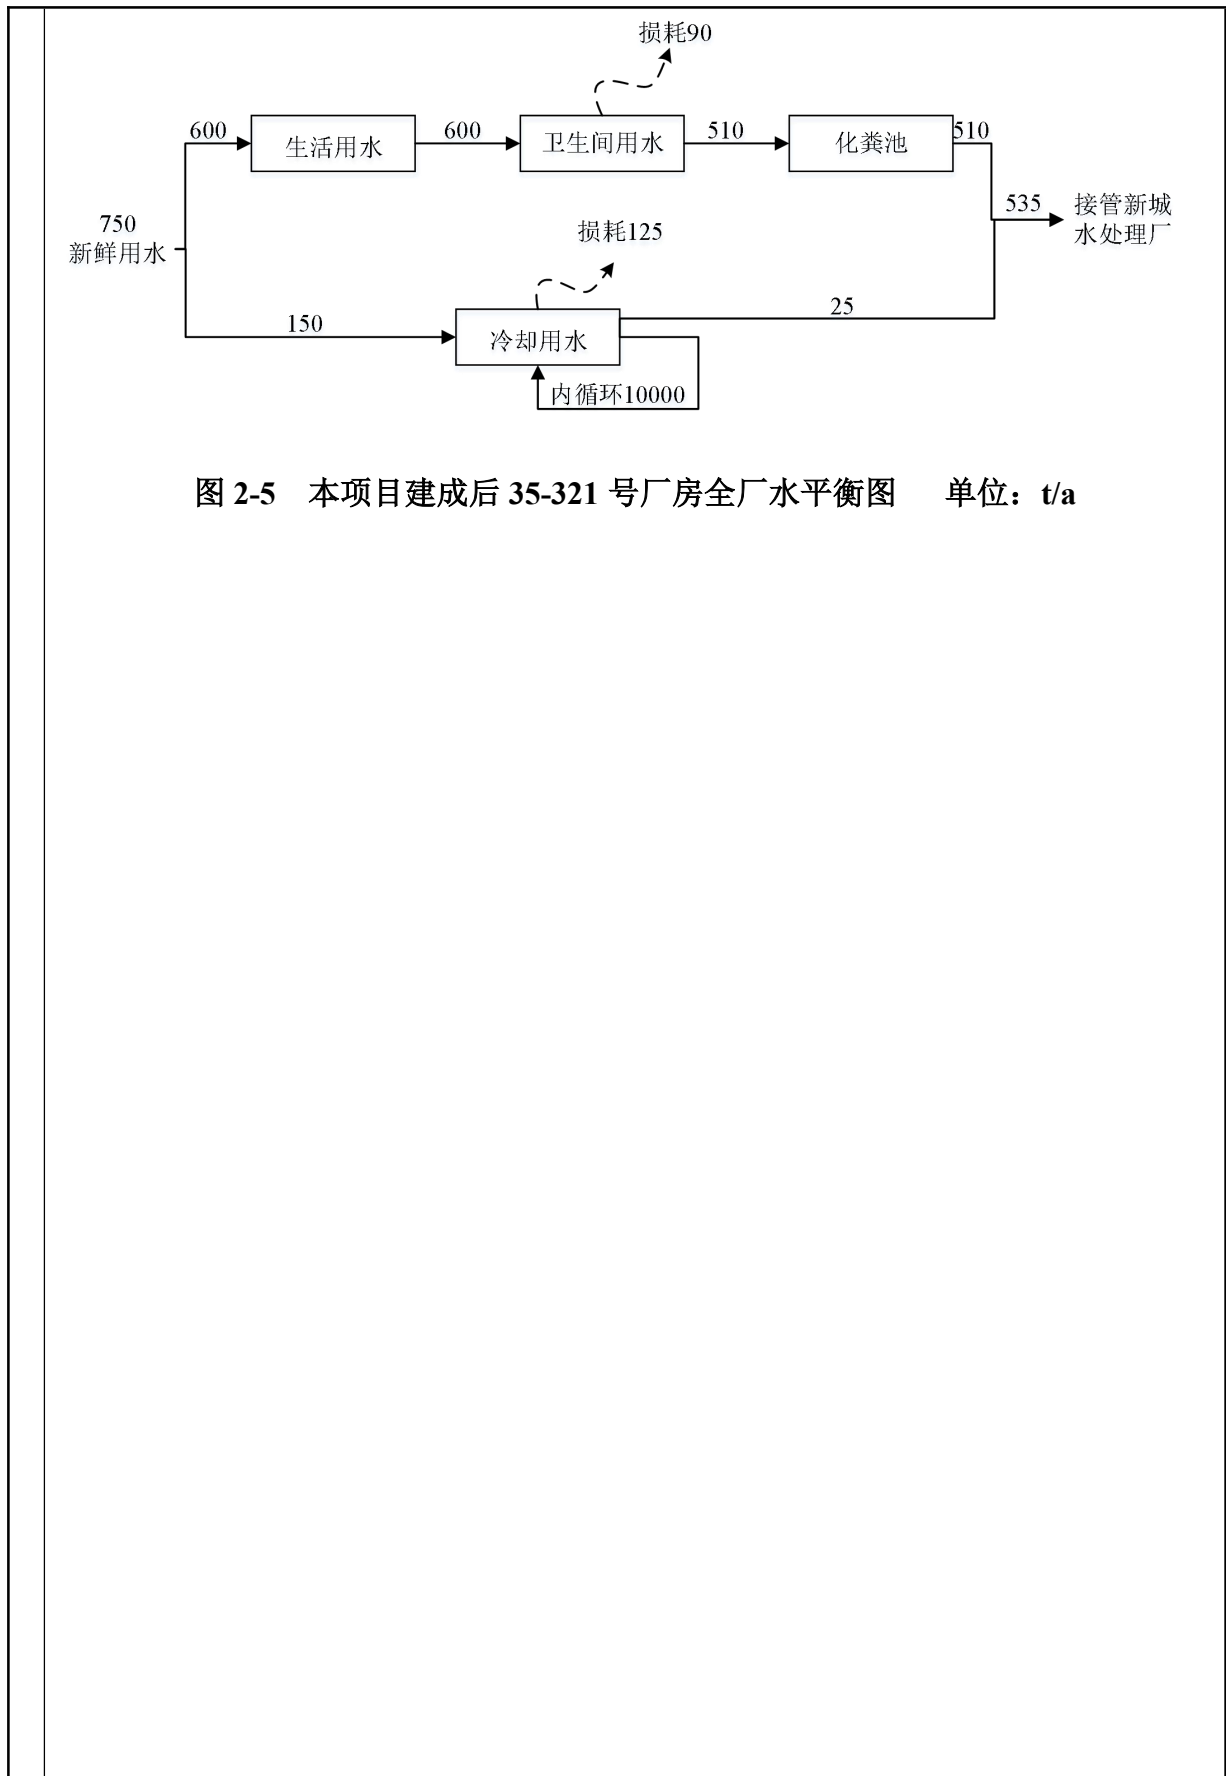 损耗90
600
生活用水
600
卫生间用水
510
化粪池
510
750
新鲜用水
535
接管新城
水处理厂
损耗125
150
冷却用水
25
内循环10000
图 2-5 本项目建成后 35-321 号厂房全厂水平衡图 单位：t/a